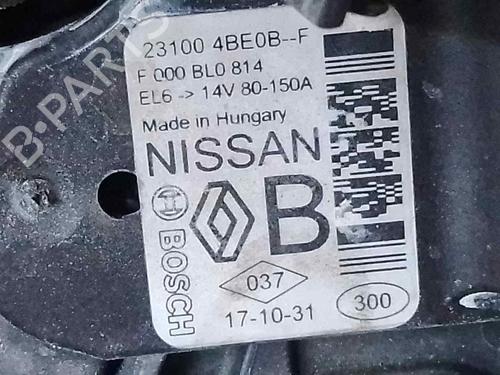 23100 4BE0B--F
F 000 BL0 814
EL6 -> 14V 80-150A
Made in Hungary
NISSAN
BOSCH
B
037
17-10-31
300
B-PARTS